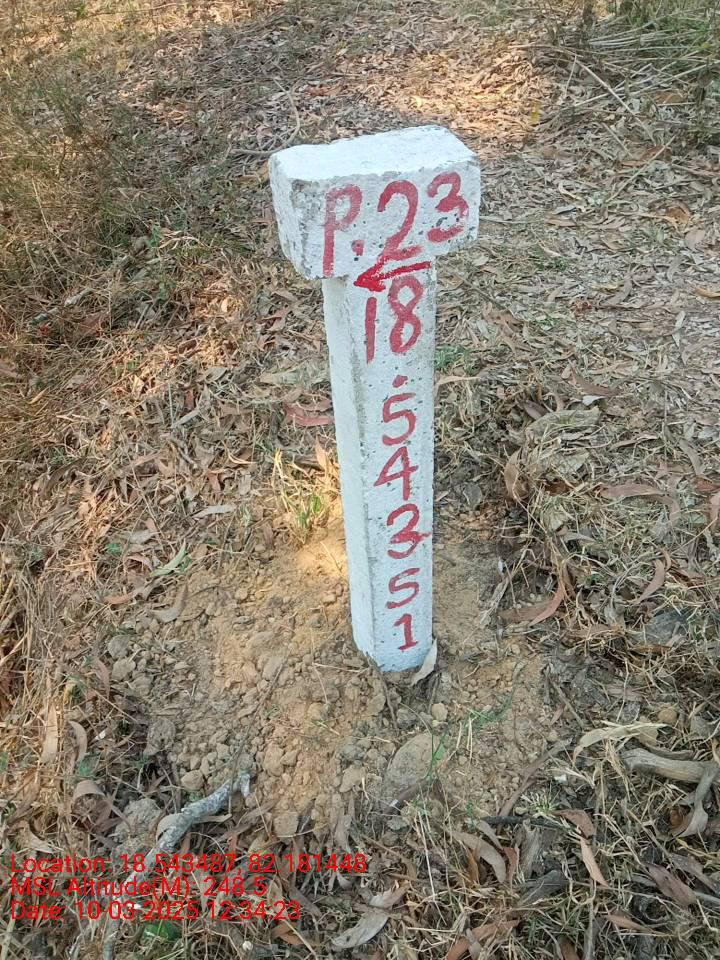 P.23
←
18
.
5
4
3
5
1
Location: 18.543487, 82.181448
MSL Altitude(M): 248.5
Date: 10-03-2025 12:34:23